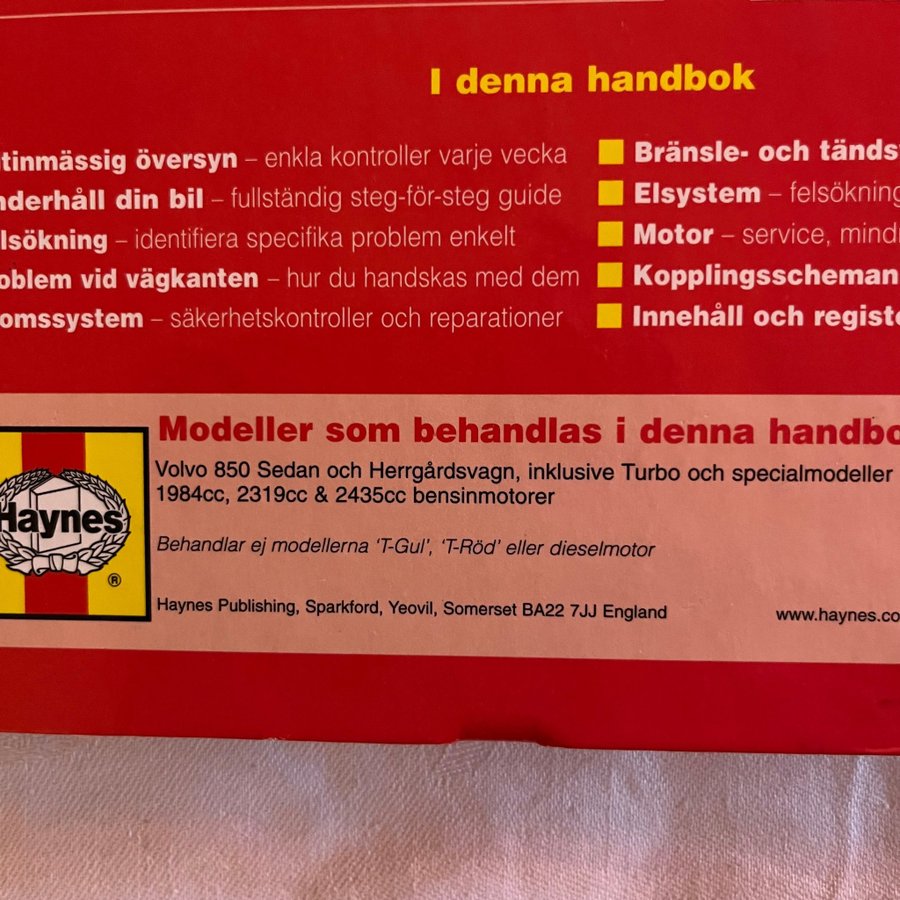 I denna handbok
tinmässig översyn – enkla kontroller varje vecka
nderhåll din bil – fullständig steg-för-steg guide
lsökning – identifiera specifika problem enkelt
oblem vid vägkanten – hur du handskas med dem
omssystem – säkerhetskontroller och reparationer
Bränsle- och tänds
Elsystem – felsökning
Motor – service, mind
Kopplingsscheman
Innehåll och registe
Modeller som behandlas i denna handbo
Volvo 850 Sedan och Herrgårdsvagn, inklusive Turbo och specialmodeller
1984cc, 2319cc & 2435cc bensinmotorer
Behandlar ej modellerna ‘T-Gul’, ‘T-Röd’ eller dieselmotor
Haynes Publishing, Sparkford, Yeovil, Somerset BA22 7JJ England
www.haynes.co
Haynes
®